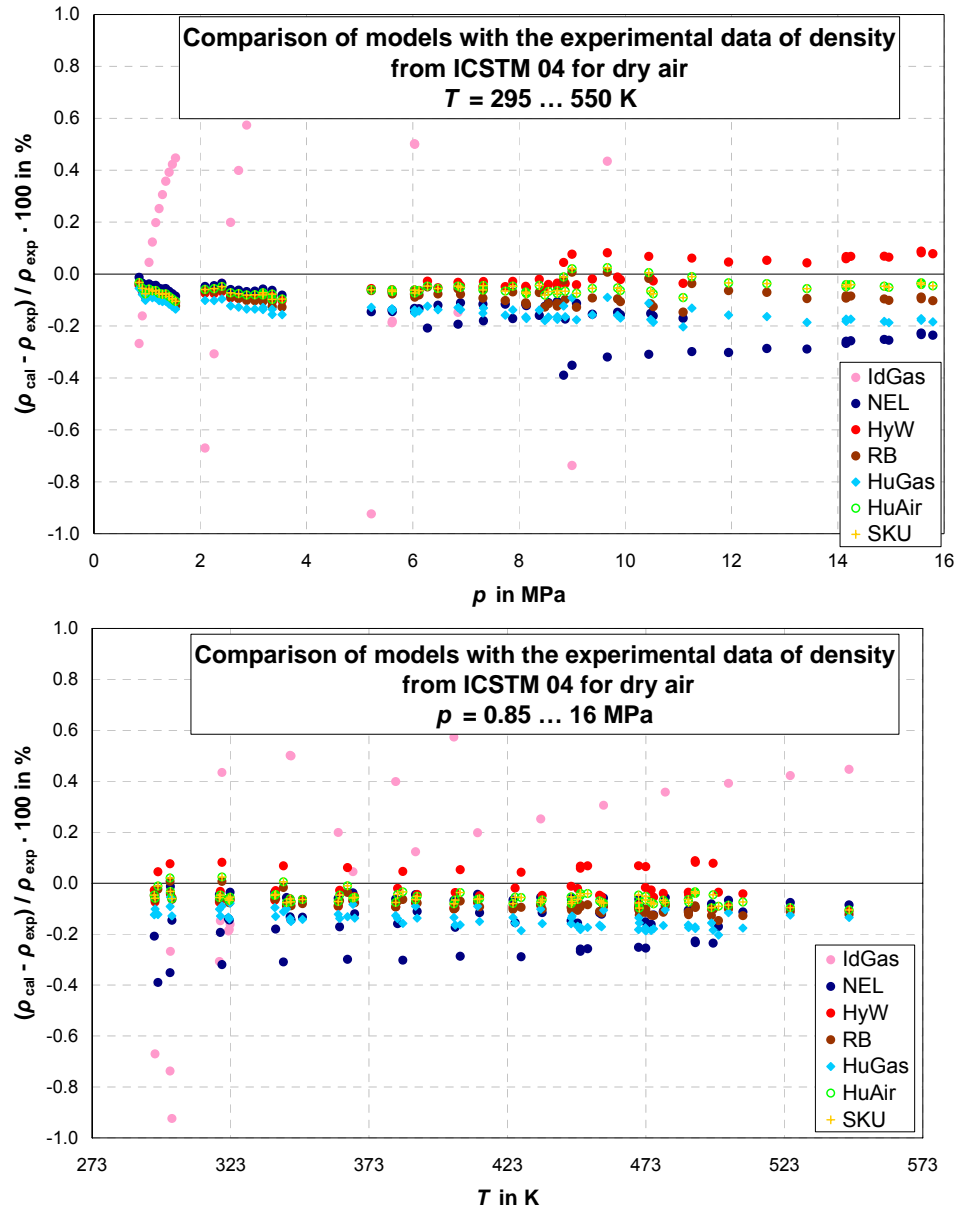 Comparison of models with the experimental data of density
from ICSTM 04 for dry air
T = 295 … 550 K
(ρ cal - ρ exp) / ρ exp · 100 in %
1.0
0.8
0.6
0.4
0.2
0.0
-0.2
-0.4
-0.6
-0.8
-1.0
IdGas
NEL
HyW
RB
HuGas
HuAir
SKU
0 2 4 6 8 10 12 14 16
p in MPa
Comparison of models with the experimental data of density
from ICSTM 04 for dry air
p = 0.85 … 16 MPa
(ρ cal - ρ exp) / ρ exp · 100 in %
1.0
0.8
0.6
0.4
0.2
0.0
-0.2
-0.4
-0.6
-0.8
-1.0
IdGas
NEL
HyW
RB
HuGas
HuAir
SKU
273 323 373 423 473 523 573
T in K